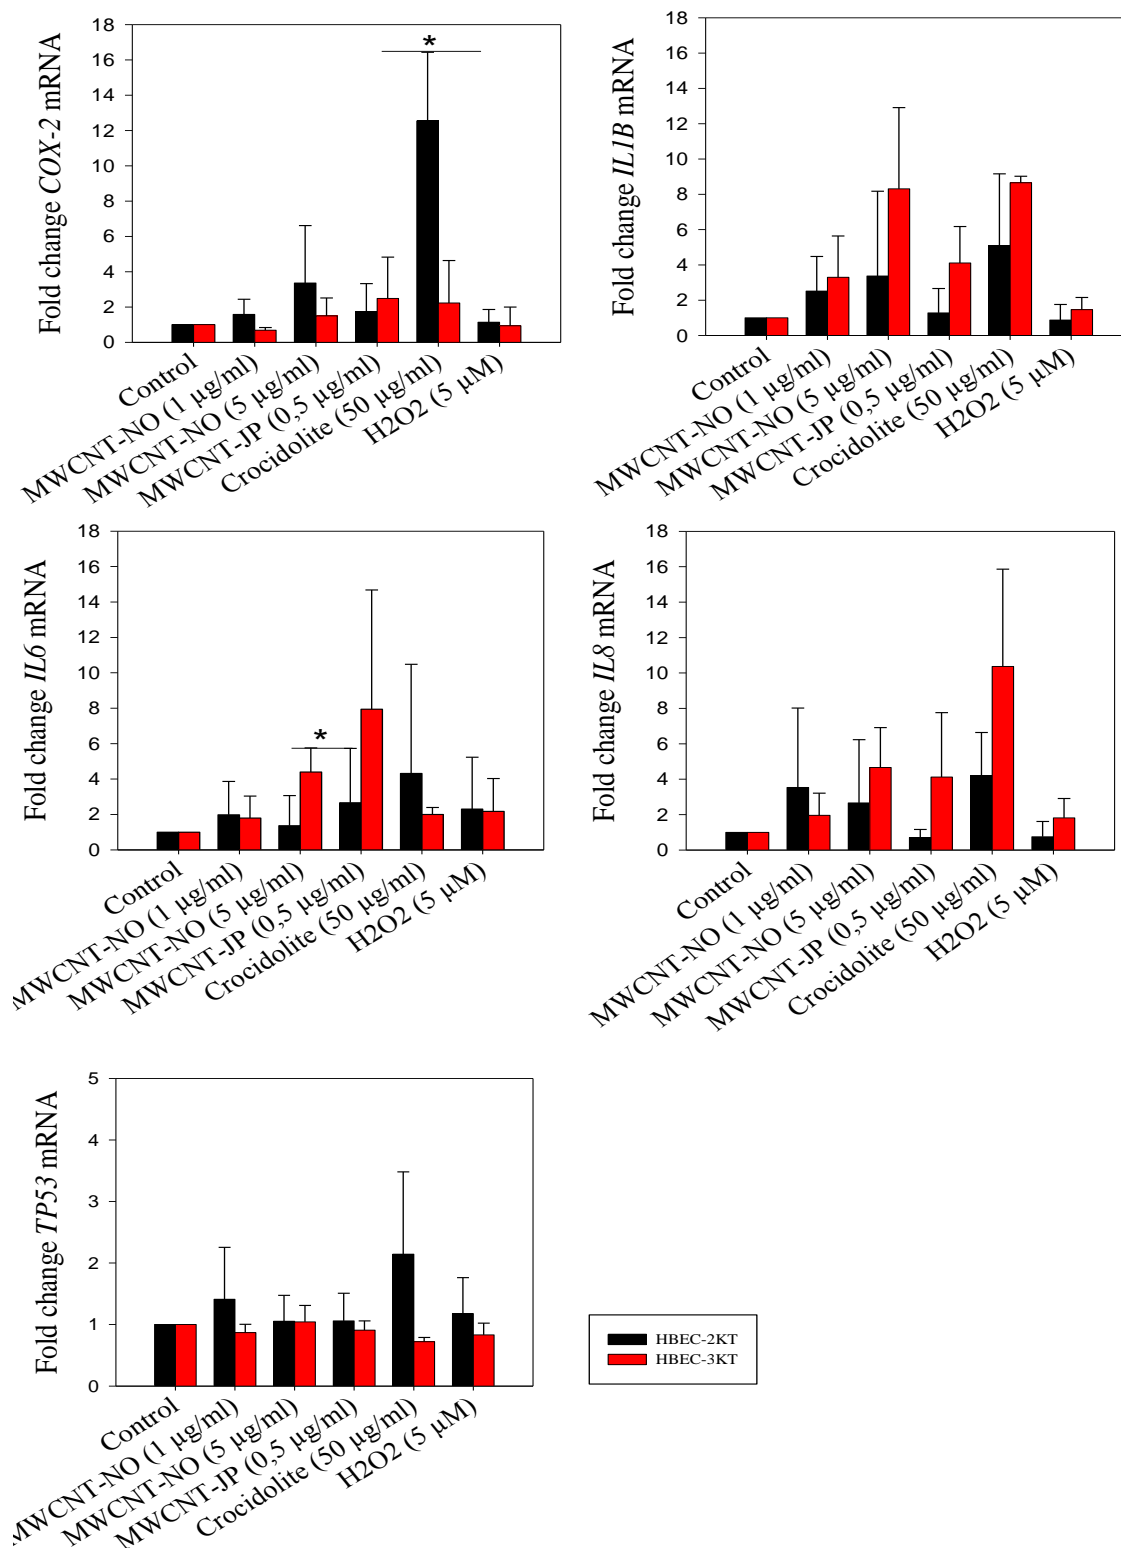 Fold change COX-2 mRNA
18
16
14
12
10
8
6
4
2
0
*
Control
MWCNT-NO (1 µg/ml)
MWCNT-NO (5 µg/ml)
MWCNT-JP (0,5 µg/ml)
Crocidolite (50 µg/ml)
H2O2 (5 µM)
Fold change IL1B mRNA
18
16
14
12
10
8
6
4
2
0
Control
MWCNT-NO (1 µg/ml)
MWCNT-NO (5 µg/ml)
MWCNT-JP (0,5 µg/ml)
Crocidolite (50 µg/ml)
H2O2 (5 µM)
Fold change IL6 mRNA
18
16
14
12
10
8
6
4
2
0
*
Control
MWCNT-NO (1 µg/ml)
MWCNT-NO (5 µg/ml)
MWCNT-JP (0,5 µg/ml)
Crocidolite (50 µg/ml)
H2O2 (5 µM)
Fold change IL8 mRNA
18
16
14
12
10
8
6
4
2
0
Control
MWCNT-NO (1 µg/ml)
MWCNT-NO (5 µg/ml)
MWCNT-JP (0,5 µg/ml)
Crocidolite (50 µg/ml)
H2O2 (5 µM)
Fold change TP53 mRNA
5
4
3
2
1
0
Control
MWCNT-NO (1 µg/ml)
MWCNT-NO (5 µg/ml)
MWCNT-JP (0,5 µg/ml)
Crocidolite (50 µg/ml)
H2O2 (5 µM)
HBEC-2KT
HBEC-3KT